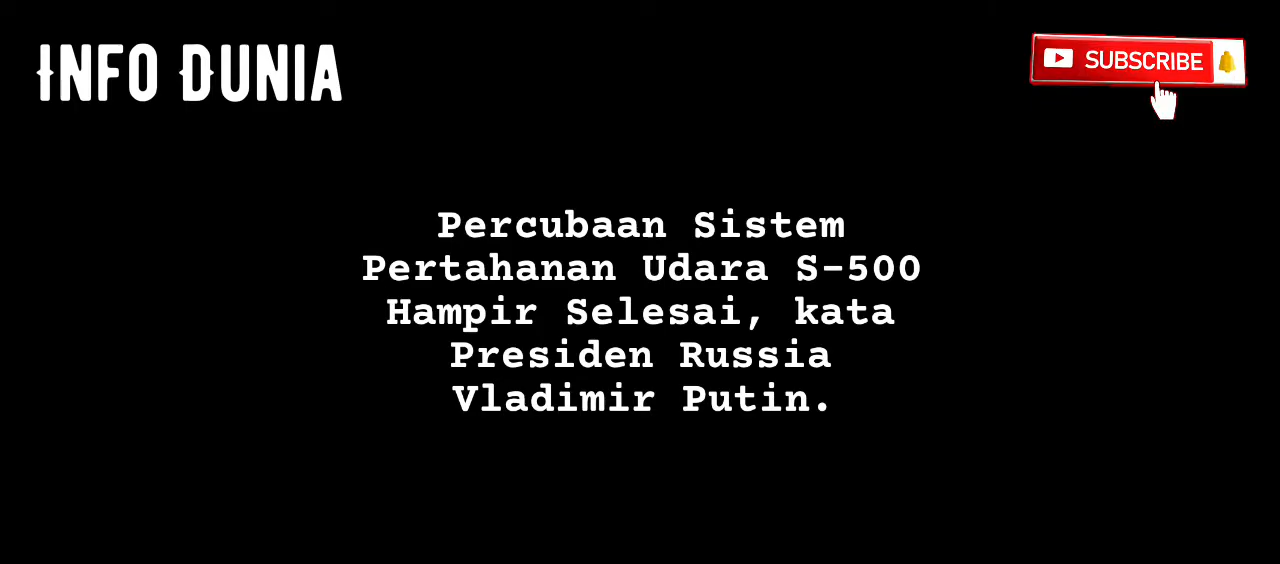 INFO DUNIA
SUBSCRIBE
Percubaan Sistem
Pertahanan Udara S-500
Hampir Selesai, kata
Presiden Russia
Vladimir Putin.